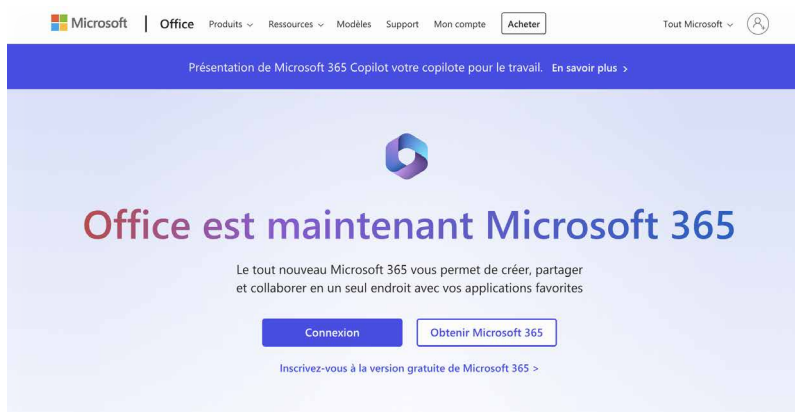 Microsoft | Office Produits Ressources Modèles Support Mon compte Acheter Tout Microsoft
Présentation de Microsoft 365 Copilot votre copilote pour le travail. En savoir plus >
Office est maintenant Microsoft 365
Le tout nouveau Microsoft 365 vous permet de créer, partager
et collaborer en un seul endroit avec vos applications favorites
Connexion Obtenir Microsoft 365
Inscrivez-vous à la version gratuite de Microsoft 365 >